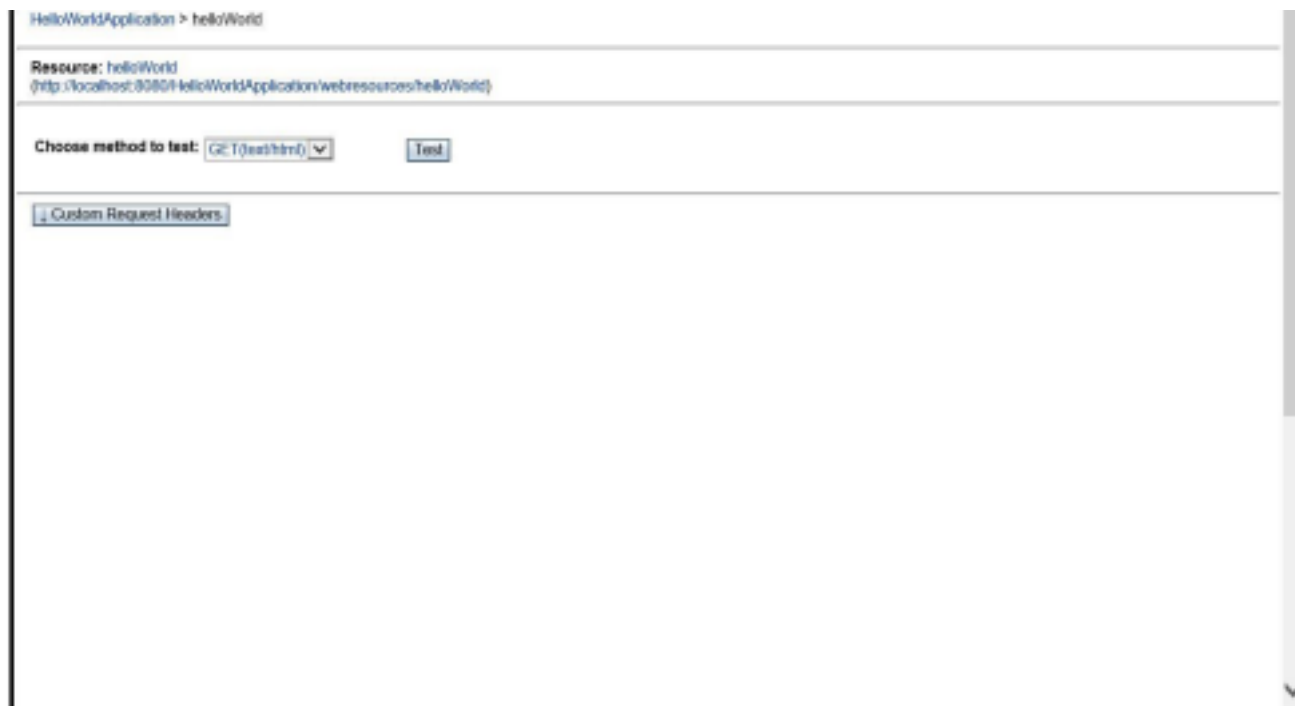 HelloWorldApplication > helloWorld
Resource: helloWorld
(http://localhost:8080/HelloWorldApplication/webresources/helloWorld)
Choose method to test: GET(text/html) Test
↓ Custom Request Headers